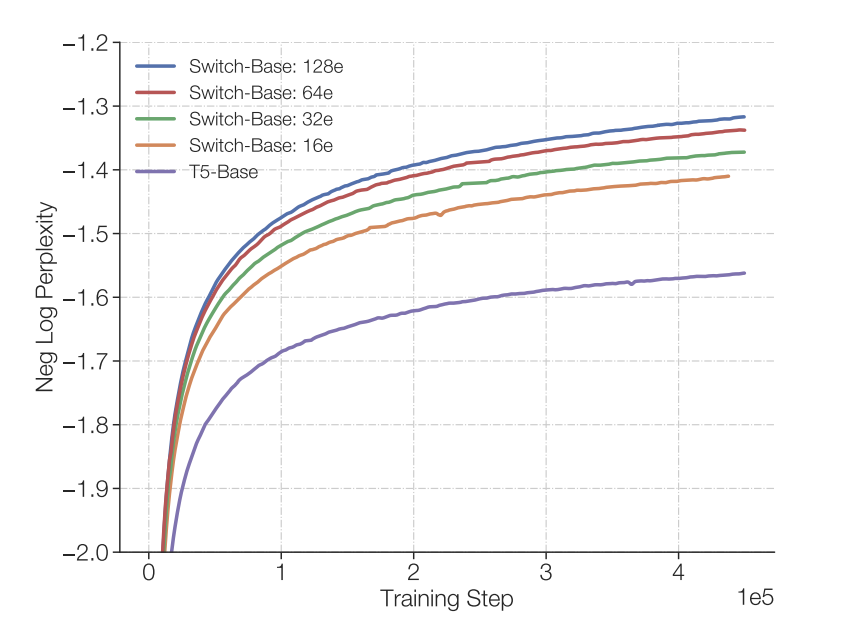 −1.2
−1.3
−1.4
−1.5
−1.6
−1.7
−1.8
−1.9
−2.0
Neg Log Perplexity
Switch-Base: 128e
Switch-Base: 64e
Switch-Base: 32e
Switch-Base: 16e
T5-Base
0 1 2 3 4
1e5
Training Step